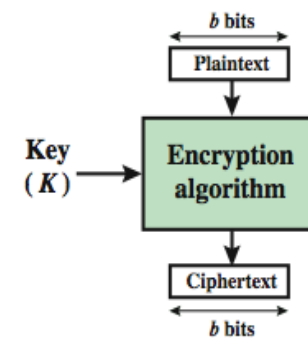 b bits
Plaintext
Key
(K)
Encryption
algorithm
Ciphertext
b bits